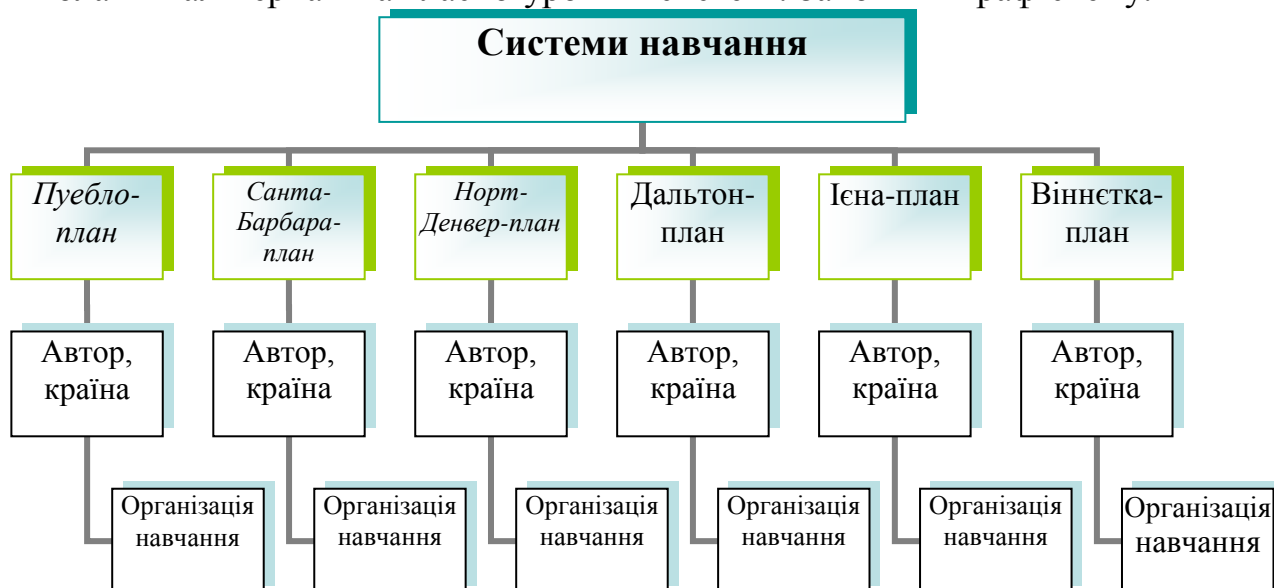 Системи навчання
Пуебло-
план
Санта-
Барбара-
план
Норт-
Денвер-план
Дальтон-
план
Ієна-план
Віннєтка-
план
Автор,
країна
Автор,
країна
Автор,
країна
Автор,
країна
Автор,
країна
Автор,
країна
Організація
навчання
Організація
навчання
Організація
навчання
Організація
навчання
Організація
навчання
Організація
навчання